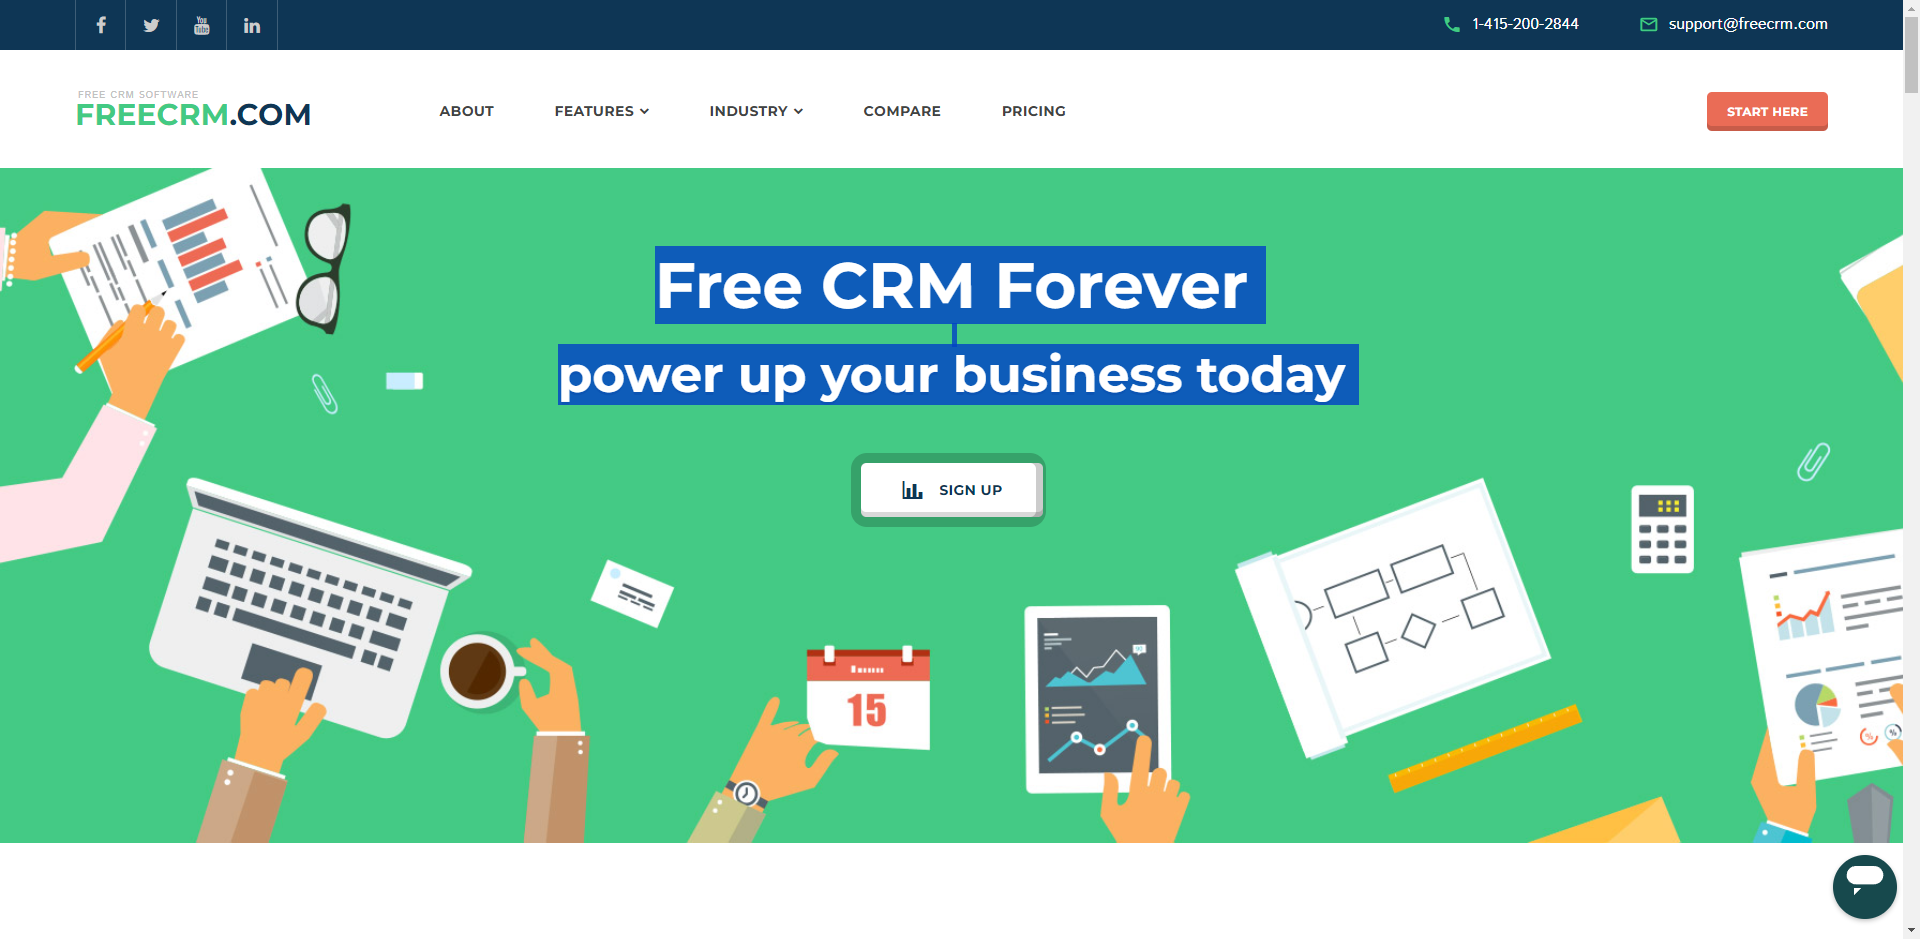 1-415-200-2844
support@freecrm.com
FREE CRM SOFTWARE
FREECRM.COM
ABOUT
FEATURES
INDUSTRY
COMPARE
PRICING
START HERE
Free CRM Forever
power up your business today
SIGN UP
15